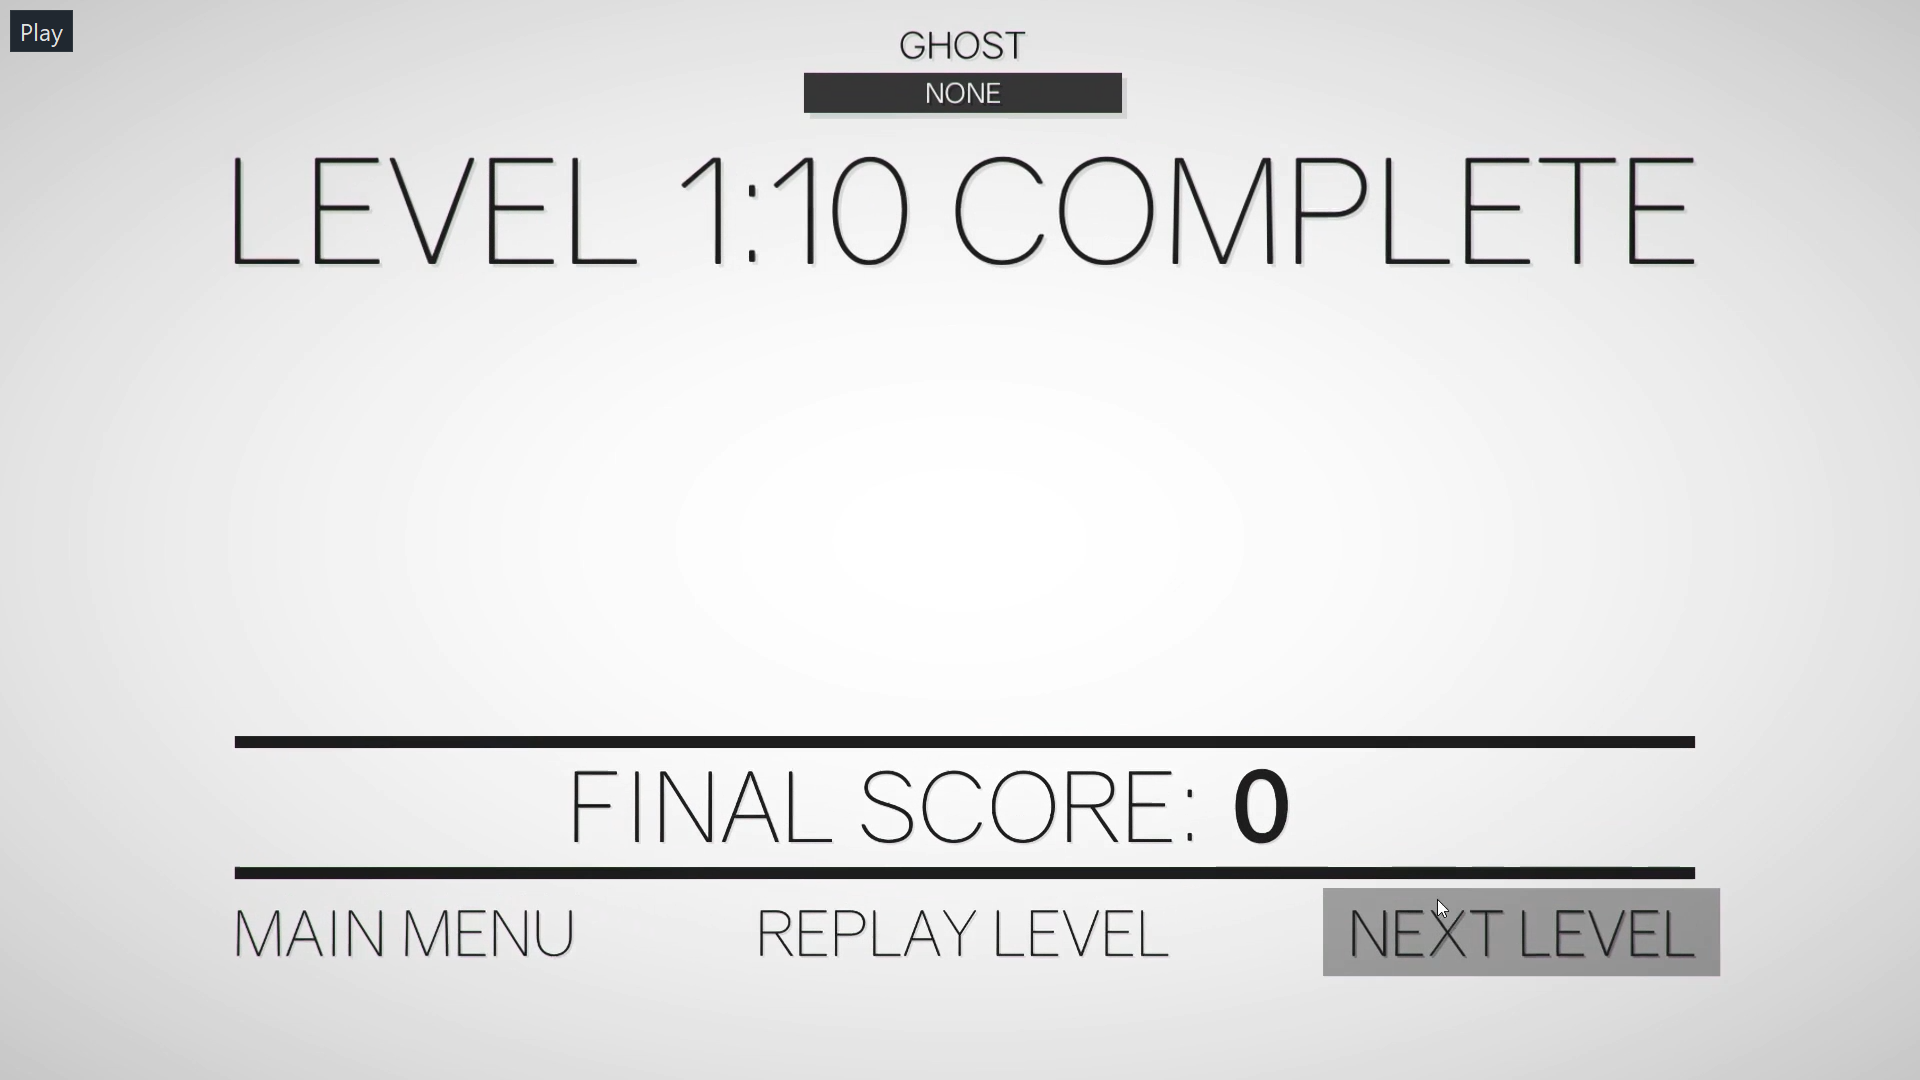 Play
GHOST
NONE
LEVEL 1:10 COMPLETE
FINAL SCORE: 0
MAIN MENU REPLAY LEVEL NEXT LEVEL